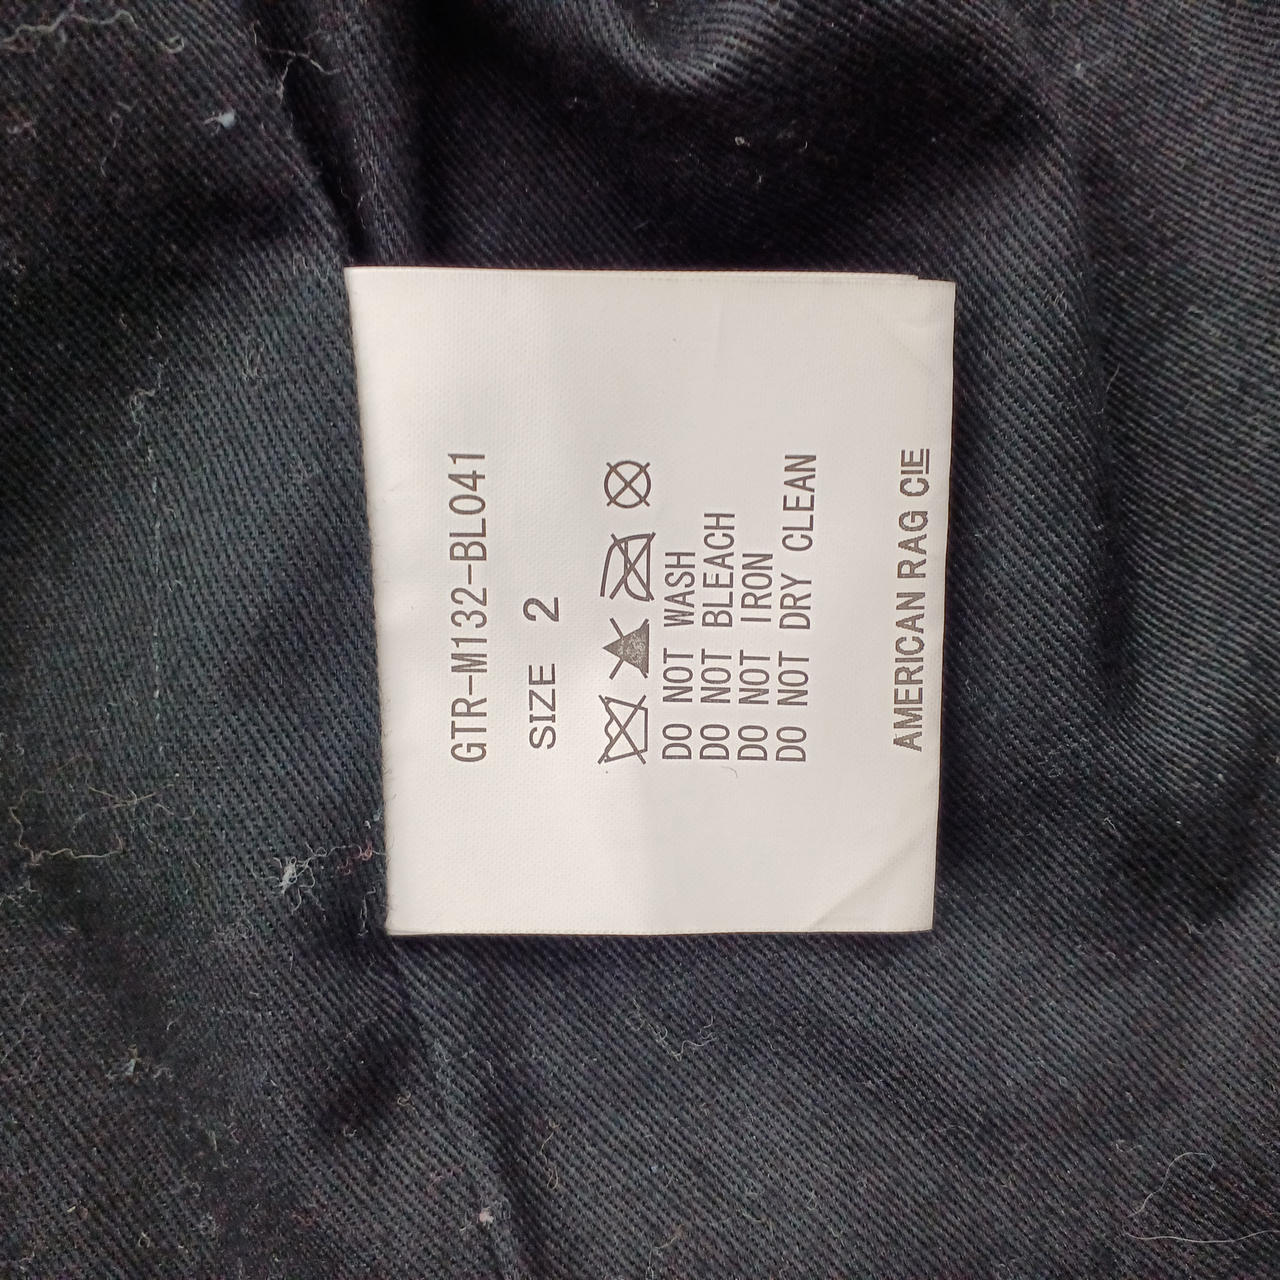 GTR-M132-BL041
SIZE 2
DO NOT WASH
DO NOT BLEACH
DO NOT IRON
DO NOT DRY CLEAN
AMERICAN RAG CIE